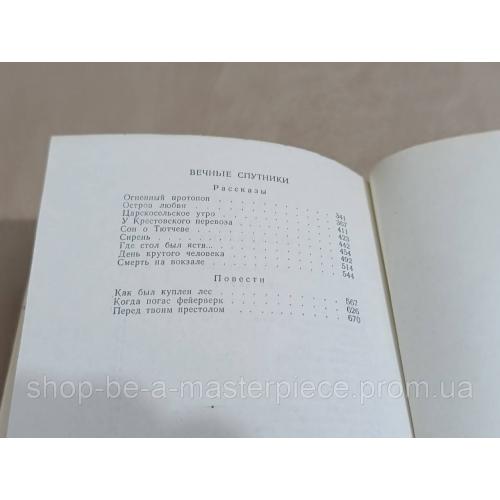 ВЕЧНЫЕ СПУТНИКИ
Рассказы
Огненный протопоп . . . . . . . . . . 341
Остров любви . . . . . . . . . . 367
Царскосельское утро . . . . . . . . . . 411
У Крестовского перевоза . . . . . . . . . . 423
Сон о Тютчеве . . . . . . . . . . 442
Сирень . . . . . . . . . . 454
Где стол был яств... . . . . . . . . . . 492
День крутого человека . . . . . . . . . . 514
Смерть на вокзале . . . . . . . . . . 544
Повести
Как был куплен лес . . . . . . . . . . 567
Когда погас фейерверк . . . . . . . . . . 626
Перед твоим престолом . . . . . . . . . . 670
shop-be-a-masterpiece.prom.ua